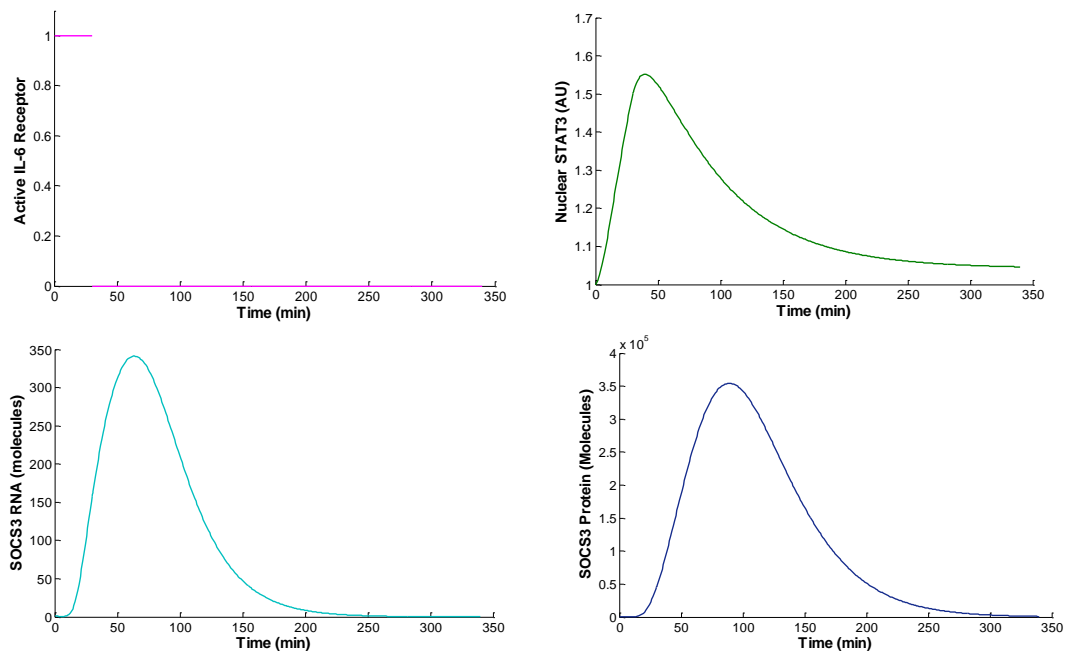 Active IL-6 Receptor
1
0.8
0.6
0.4
0.2
0
0 50 100 150 200 250 300 350
Time (min)
Nuclear STAT3 (AU)
1.7
1.6
1.5
1.4
1.3
1.2
1.1
1
0 50 100 150 200 250 300 350
Time (min)
SOCS3 RNA (molecules)
350
300
250
200
150
100
50
0
0 50 100 150 200 250 300 350
Time (min)
SOCS3 Protein (Molecules)
x 10^5
4
3.5
3
2.5
2
1.5
1
0.5
0
0 50 100 150 200 250 300 350
Time (min)